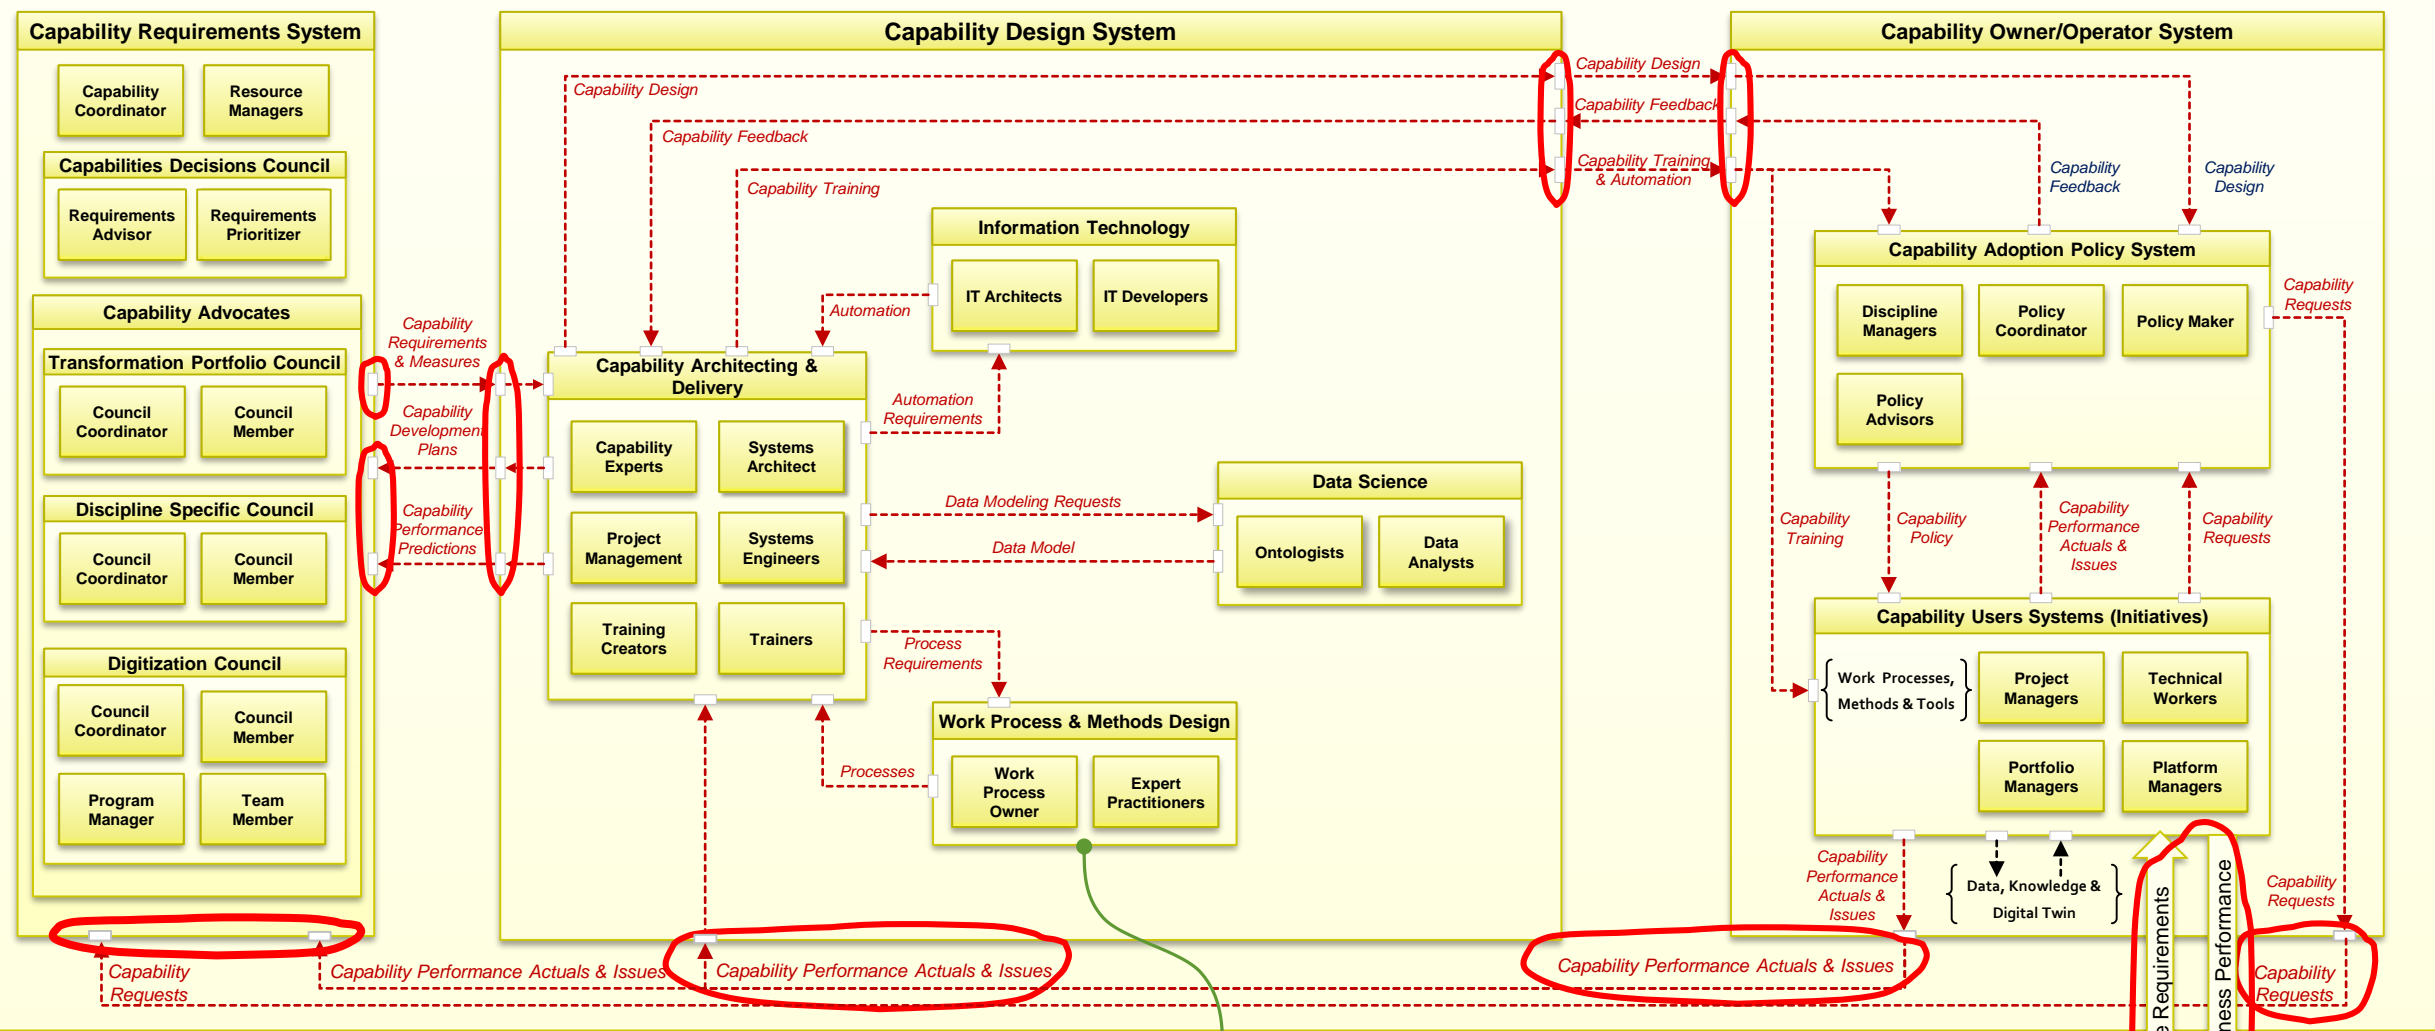 Capability Requirements System
Capability
Coordinator
Resource
Managers
Capabilities Decisions Council
Requirements
Advisor
Requirements
Prioritizer
Capability Advocates
Transformation Portfolio Council
Council
Coordinator
Council
Member
Discipline Specific Council
Council
Coordinator
Council
Member
Digitization Council
Council
Coordinator
Council
Member
Program
Manager
Team
Member
Capability
Requirements
& Measures
Capability
Development
Plans
Capability
Performance
Predictions
Capability
Requests
Capability Performance Actuals & Issues
Capability Design System
Capability Design
Capability Feedback
Capability Training
Information Technology
IT Architects
IT Developers
Automation
Capability Architecting &
Delivery
Capability
Experts
Systems
Architect
Project
Management
Systems
Engineers
Training
Creators
Trainers
Automation
Requirements
Data Modeling Requests
Data Model
Data Science
Ontologists
Data
Analysts
Process
Requirements
Work Process & Methods Design
Work
Process
Owner
Expert
Practitioners
Processes
Capability Performance Actuals & Issues
Capability Design
Capability Feedback
Capability Training
& Automation
Capability Owner/Operator System
Capability
Feedback
Capability
Design
Capability Adoption Policy System
Discipline
Managers
Policy
Coordinator
Policy Maker
Policy
Advisors
Capability
Requests
Capability
Training
Capability
Policy
Capability
Performance
Actuals &
Issues
Capability
Requests
Capability Users Systems (Initiatives)
Work Processes,
Methods & Tools
Project
Managers
Technical
Workers
Portfolio
Managers
Platform
Managers
Capability
Performance
Actuals &
Issues
Data, Knowledge &
Digital Twin
Capability
Requests
Capability Performance Actuals & Issues
e Requirements
ness Performance
Capability
Requests